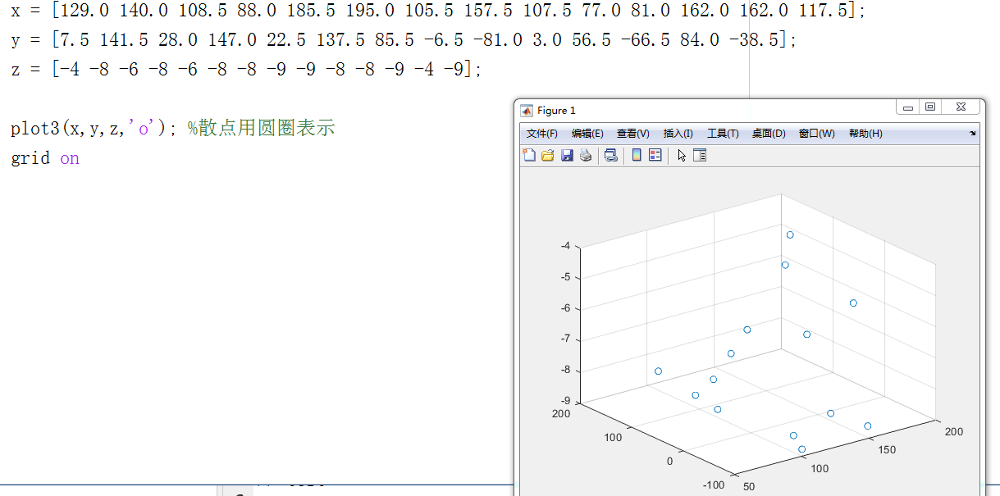 x = [129.0 140.0 108.5 88.0 185.5 195.0 105.5 157.5 107.5 77.0 81.0 162.0 162.0 117.5];
y = [7.5 141.5 28.0 147.0 22.5 137.5 85.5 -6.5 -81.0 3.0 56.5 -66.5 84.0 -38.5];
z = [-4 -8 -6 -8 -6 -8 -8 -9 -9 -8 -8 -9 -4 -9];
plot3(x,y,z,'o'); %散点用圆圈表示
grid on
Figure 1
文件(F) 编辑(E) 查看(V) 插入(I) 工具(T) 桌面(D) 窗口(W) 帮助(H)
-4
-5
-6
-7
-8
-9
200
100
0
-100
50
100
150
200